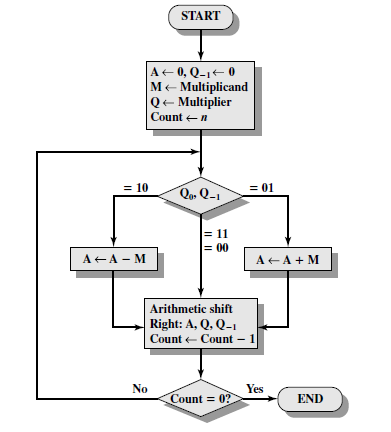 START
A ← 0, Q₋₁ ← 0
M ← Multiplicand
Q ← Multiplier
Count ← n
= 10
Q₀, Q₋₁
= 01
= 11
= 00
A ← A − M
A ← A + M
Arithmetic shift
Right: A, Q, Q₋₁
Count ← Count − 1
No
Count = 0?
Yes
END